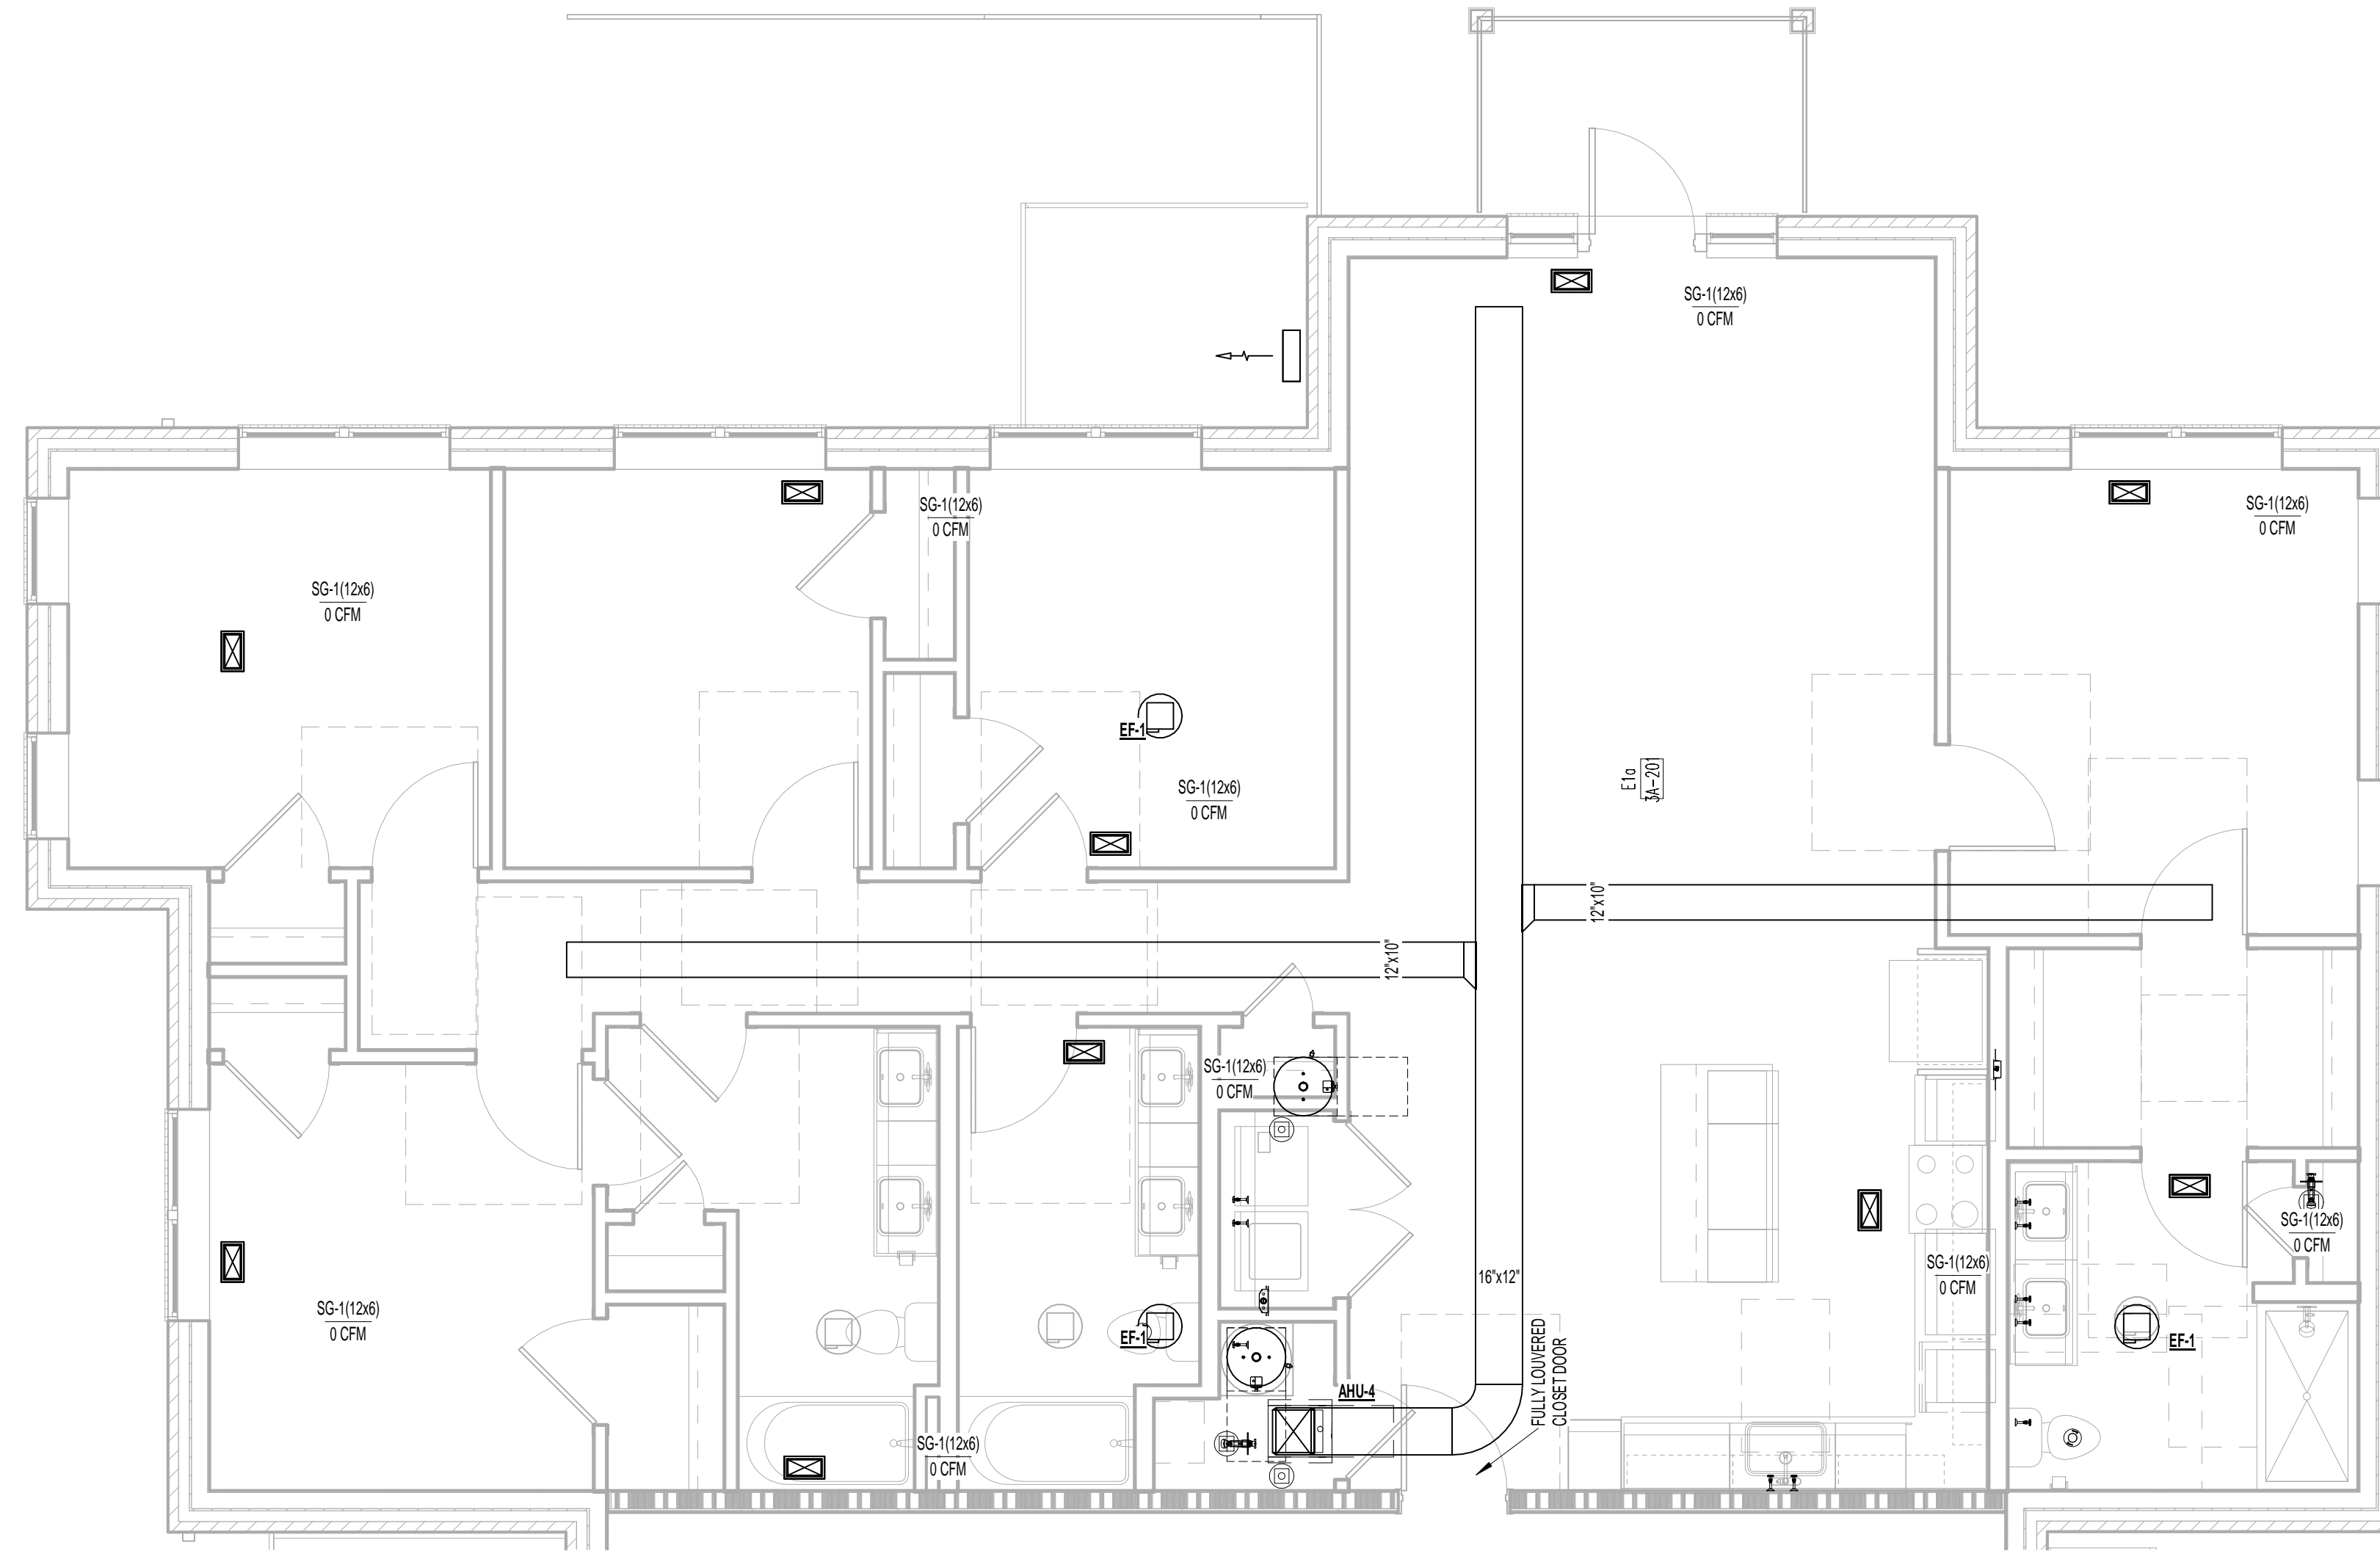 SG-1(12x6)
0 CFM
SG-1(12x6)
0 CFM
SG-1(12x6)
0 CFM
SG-1(12x6)
0 CFM
EF-1
E1a
3A-201
SG-1(12x6)
0 CFM
12"x10"
12"x10"
SG-1(12x6)
0 CFM
SG-1(12x6)
0 CFM
SG-1(12x6)
0 CFM
16"x12"
SG-1(12x6)
0 CFM
EF-1
EF-1
FULLY LOUVERED
CLOSET DOOR
AHU-4
SG-1(12x6)
0 CFM